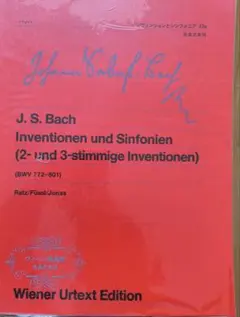 J. S. Bach
Inventionen und Sinfonien
(2- und 3-stimmige Inventionen)
(BWV 772–801)
Ratz/Füssl/Jonas
Wiener Urtext Edition